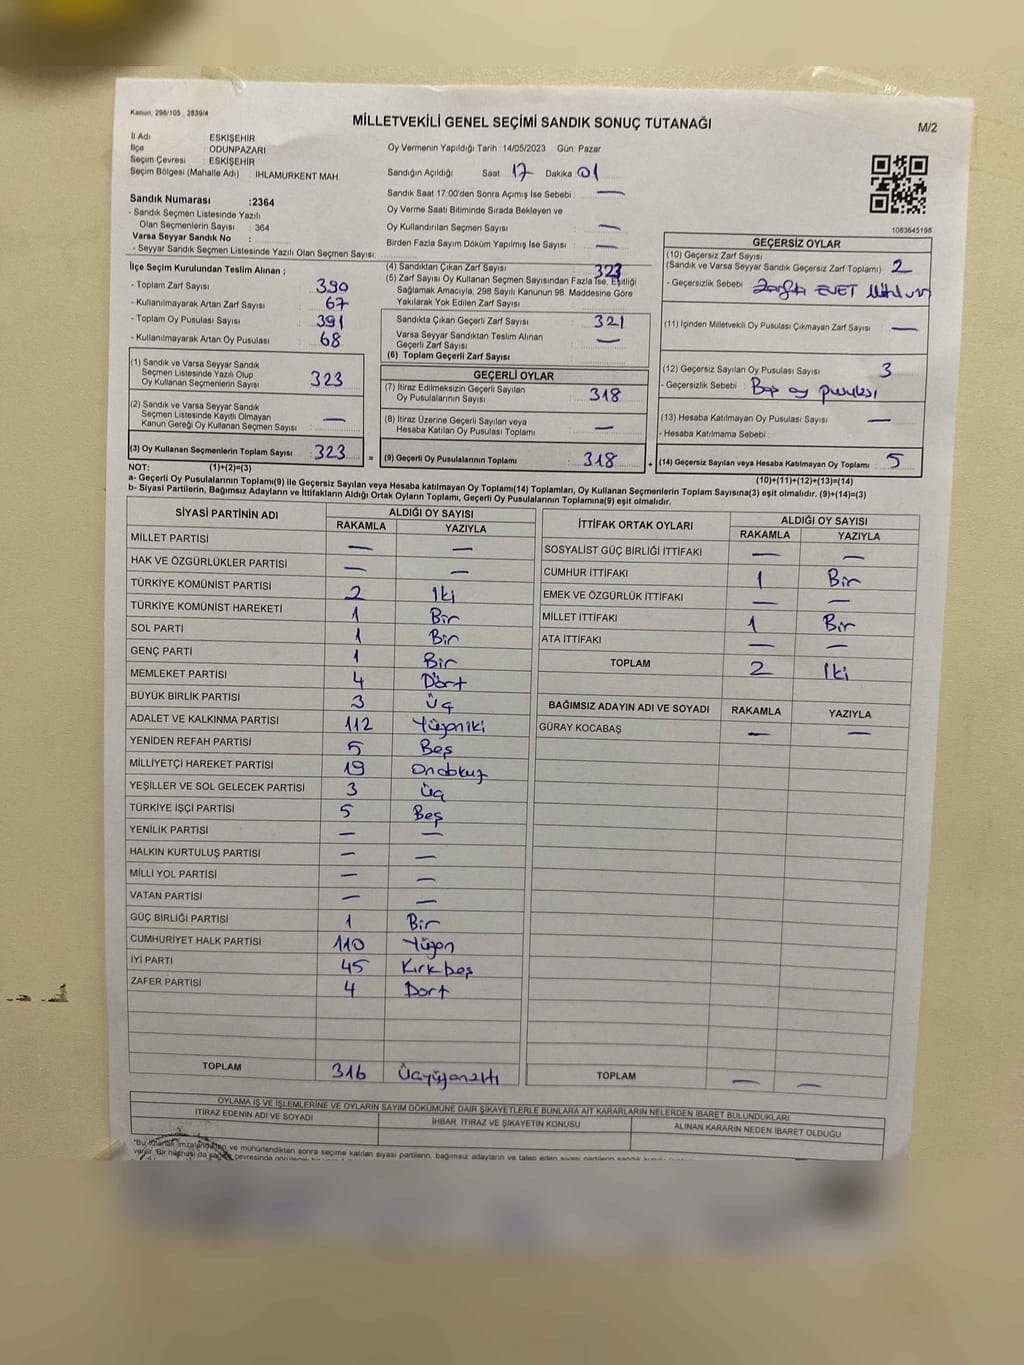 Kanun. 298/105 , 2839/4
MİLLETVEKİLİ GENEL SEÇİMİ SANDIK SONUÇ TUTANAĞI
M/2
İl Adı : ESKİŞEHİR
İlçe : ODUNPAZARI
Seçim Çevresi : ESKİŞEHİR
Seçim Bölgesi (Mahalle Adı) . IHLAMURKENT MAH.
Oy Vermenin Yapıldığı Tarih :14/05/2023 Gün: Pazar
Sandığın Açıldığı Saat 17 Dakika 01
Sandık Saat 17:00'den Sonra Açılmış İse Sebebi : —
Oy Verme Saati Bitiminde Sırada Bekleyen ve
Oy Kullandırılan Seçmen Sayısı : —
Birden Fazla Sayım Döküm Yapılmış İse Sayısı : —
1083645196
Sandık Numarası :2364
- Sandık Seçmen Listesinde Yazılı
Olan Seçmenlerin Sayısı : 364
Varsa Seyyar Sandık No :
- Seyyar Sandık Seçmen Listesinde Yazılı Olan Seçmen Sayısı:
İlçe Seçim Kurulundan Teslim Alınan ;
- Toplam Zarf Sayısı : 390
- Kullanılmayarak Artan Zarf Sayısı : 67
- Toplam Oy Pusulası Sayısı : 391
- Kullanılmayarak Artan Oy Pusulası : 68
(1) Sandık ve Varsa Seyyar Sandık
Seçmen Listesinde Yazılı Olup
Oy Kullanan Seçmenlerin Sayısı : 323
(2) Sandık ve Varsa Seyyar Sandık
Seçmen Listesinde Kayıtlı Olmayan
Kanun Gereği Oy Kullanan Seçmen Sayısı : —
(3) Oy Kullanan Seçmenlerin Toplam Sayısı : 323
(4) Sandıktan Çıkan Zarf Sayısı : 323
(5) Zarf Sayısı Oy Kullanan Seçmen Sayısından Fazla İse, Eşitliği
Sağlamak Amacıyla; 298 Sayılı Kanunun 98. Maddesine Göre
Yakılarak Yok Edilen Zarf Sayısı :
Sandıkta Çıkan Geçerli Zarf Sayısı : 321
Varsa Seyyar Sandıktan Teslim Alınan
Geçerli Zarf Sayısı : —
(6) Toplam Geçerli Zarf Sayısı :
GEÇERLİ OYLAR
(7) İtiraz Edilmeksizin Geçerli Sayılan
Oy Pusulalarının Sayısı : 318
(8) İtiraz Üzerine Geçerli Sayılan veya
Hesaba Katılan Oy Pusulası Toplamı : —
= (9) Geçerli Oy Pusulalarının Toplamı : 318
GEÇERSİZ OYLAR
(10) Geçersiz Zarf Sayısı
(Sandık ve Varsa Seyyar Sandık Geçersiz Zarf Toplamı) : 2
- Geçersizlik Sebebi : Zarfta EVET
(11) İçinden Milletvekili Oy Pusulası Çıkmayan Zarf Sayısı : —
(12) Geçersiz Sayılan Oy Pusulası Sayısı : 3
- Geçersizlik Sebebi : Boş oy pusulası
(13) Hesaba Katılmayan Oy Pusulası Sayısı : —
- Hesaba Katılmama Sebebi :
+ (14) Geçersiz Sayılan veya Hesaba Katılmayan Oy Toplamı : 5
NOT: (1)+(2)=(3)
(10)+(11)+(12)+(13)=(14)
a- Geçerli Oy Pusulalarının Toplamı(9) ile Geçersiz Sayılan veya Hesaba katılmayan Oy Toplamı(14) Toplamları, Oy Kullanan Seçmenlerin Toplam Sayısına(3) eşit olmalıdır. (9)+(14)=(3)
b- Siyasi Partilerin, Bağımsız Adayların ve İttifakların Aldığı Ortak Oyların Toplamı, Geçerli Oy Pusulalarının Toplamına(9) eşit olmalıdır.
SİYASİ PARTİNİN ADI ALDIĞI OY SAYISI
RAKAMLA YAZIYLA
MİLLET PARTİSİ — —
HAK VE ÖZGÜRLÜKLER PARTİSİ — —
TÜRKİYE KOMÜNİST PARTİSİ 2 İki
TÜRKİYE KOMÜNİST HAREKETİ 1 Bir
SOL PARTİ 1 Bir
GENÇ PARTİ 1 Bir
MEMLEKET PARTİSİ 4 Dört
BÜYÜK BİRLİK PARTİSİ 3 Üç
ADALET VE KALKINMA PARTİSİ 112 Yüzoniki
YENİDEN REFAH PARTİSİ 5 Beş
MİLLİYETÇİ HAREKET PARTİSİ 19 Ondokuz
YEŞİLLER VE SOL GELECEK PARTİSİ 3 Üç
TÜRKİYE İŞÇİ PARTİSİ 5 Beş
YENİLİK PARTİSİ — —
HALKIN KURTULUŞ PARTİSİ — —
MİLLİ YOL PARTİSİ — —
VATAN PARTİSİ — —
GÜÇ BİRLİĞİ PARTİSİ 1 Bir
CUMHURİYET HALK PARTİSİ 110 Yüzon
İYİ PARTİ 45 Kırkbeş
ZAFER PARTİSİ 4 Dort
TOPLAM 316 Üçyüzonaltı
İTTİFAK ORTAK OYLARI ALDIĞI OY SAYISI
RAKAMLA YAZIYLA
SOSYALİST GÜÇ BİRLİĞİ İTTİFAKI — —
CUMHUR İTTİFAKI 1 Bir
EMEK VE ÖZGÜRLÜK İTTİFAKI — —
MİLLET İTTİFAKI 1 Bir
ATA İTTİFAKI — —
TOPLAM 2 İki
BAĞIMSIZ ADAYIN ADI VE SOYADI RAKAMLA YAZIYLA
GÜRAY KOCABAŞ — —
TOPLAM — —
OYLAMA İŞ VE İŞLEMLERİNE VE OYLARIN SAYIM DÖKÜMÜNE DAİR ŞİKAYETLERLE BUNLARA AİT KARARLARIN NELERDEN İBARET BULUNDUKLARI
İTİRAZ EDENİN ADI VE SOYADI İHBAR, İTİRAZ VE ŞİKAYETİN KONUSU ALINAN KARARIN NEDEN İBARET OLDUĞU
ve mühürlendikten sonra seçime katılan siyasi partilerin, bağımsız adayların ve talep eden siyasi partilerin